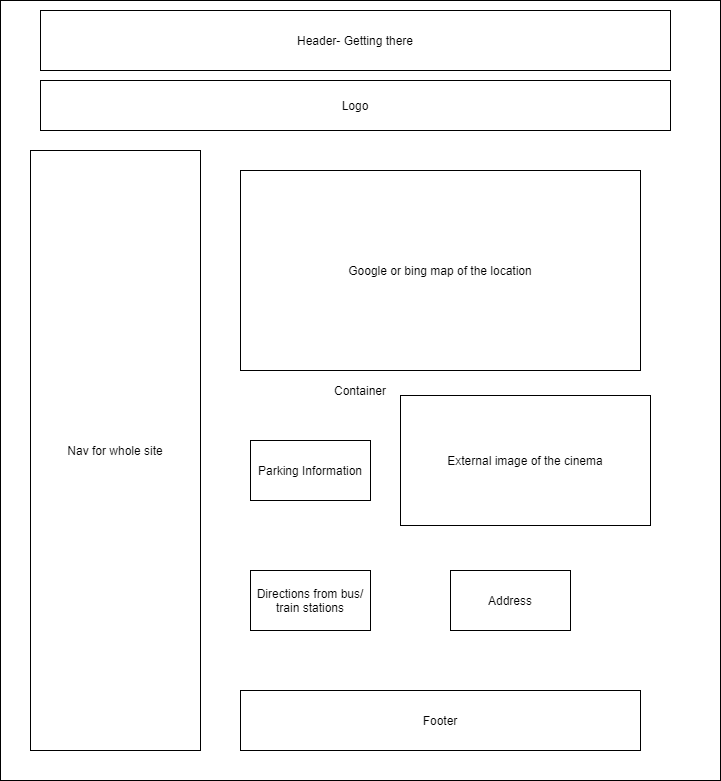 Header- Getting there
Logo
Google or bing map of the location
Container
Nav for whole site
Parking Information
External image of the cinema
Directions from bus/
train stations
Address
Footer